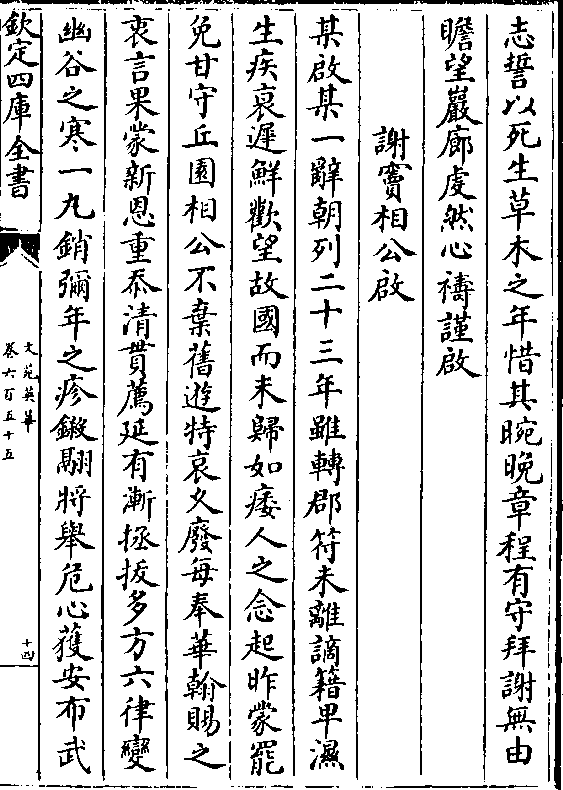 志誓以死生草木之年惜其晼晚章程有守拜謝無由
瞻望巖廊虔然心禱謹啟
謝竇相公啟
某啟某一辭朝列二十三年雖轉郡符未離謫籍卑濕
生疾衰遲鮮歡望故國而未歸如痿人之念起昨蒙罷
免甘守丘園相公不棄舊遊特哀久廢每奉華翰賜之
衷言果蒙新恩重忝清貫薦延有漸拯拔多方六律變
幽谷之寒一丸銷彌年之疹鎩翮將舉危心獲安布武
欽定四庫全書
文苑英華
卷六百五十五
十四